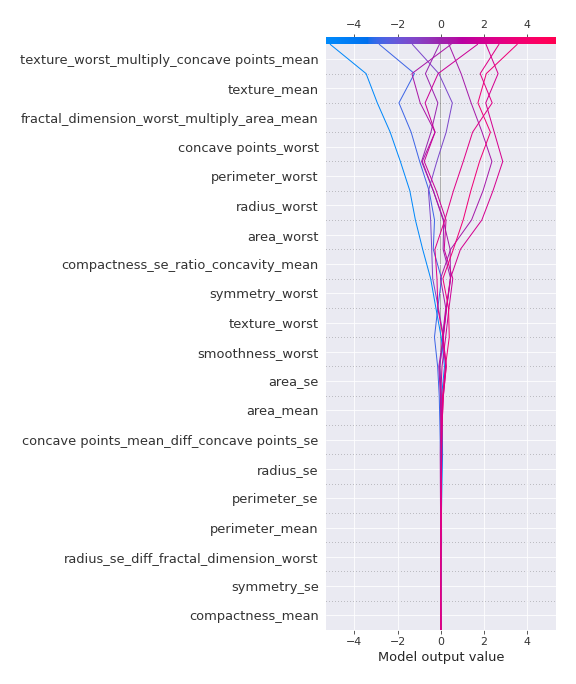 −4 −2 0 2 4
texture_worst_multiply_concave points_mean
texture_mean
fractal_dimension_worst_multiply_area_mean
concave points_worst
perimeter_worst
radius_worst
area_worst
compactness_se_ratio_concavity_mean
symmetry_worst
texture_worst
smoothness_worst
area_se
area_mean
concave points_mean_diff_concave points_se
radius_se
perimeter_se
perimeter_mean
radius_se_diff_fractal_dimension_worst
symmetry_se
compactness_mean
−4 −2 0 2 4
Model output value